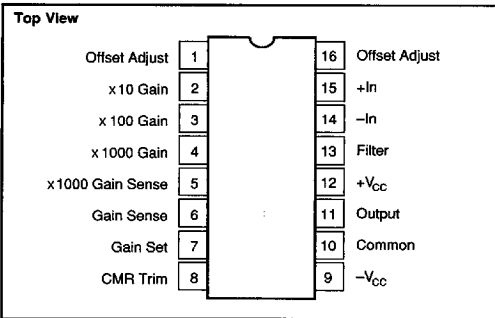 Top View
Offset Adjust 1 16 Offset Adjust
x10 Gain 2 15 +In
x100 Gain 3 14 –In
x1000 Gain 4 13 Filter
x1000 Gain Sense 5 12 +VCC
Gain Sense 6 11 Output
Gain Set 7 10 Common
CMR Trim 8 9 –VCC